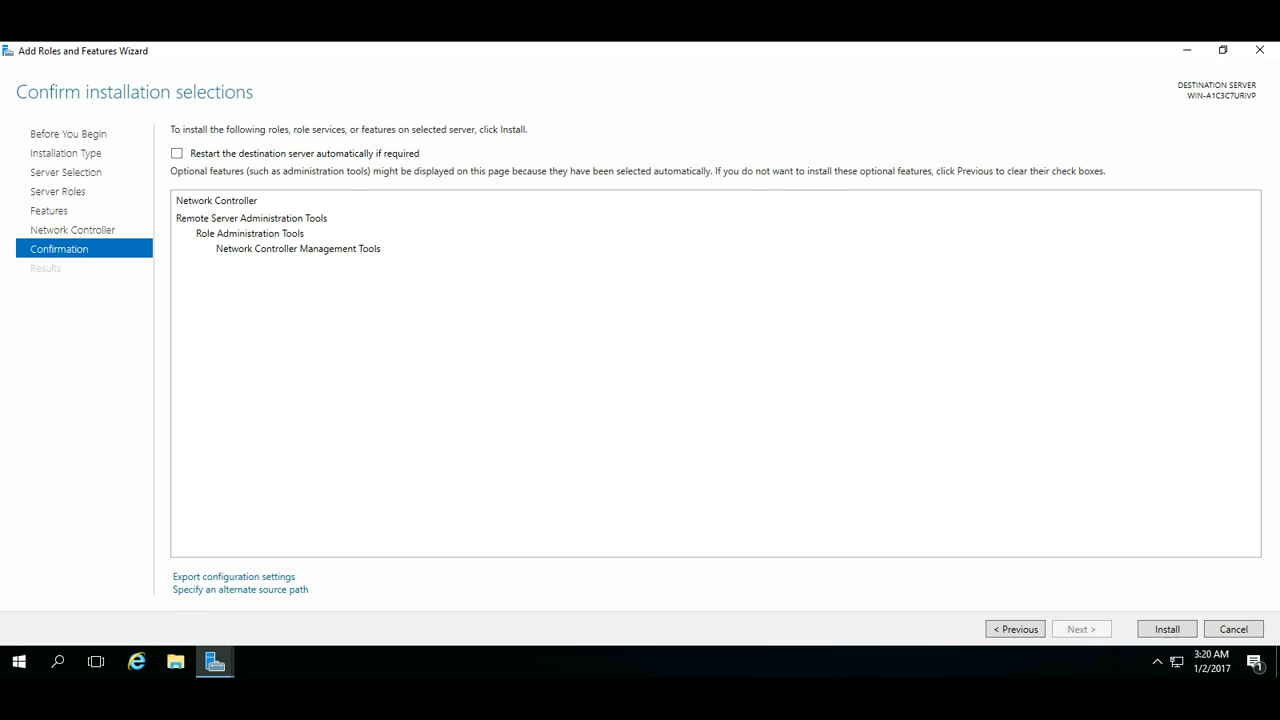 Add Roles and Features Wizard
Confirm installation selections
DESTINATION SERVER
WIN-A1C3C7URIVP
Before You Begin
Installation Type
Server Selection
Server Roles
Features
Network Controller
Confirmation
Results
To install the following roles, role services, or features on selected server, click Install.
Restart the destination server automatically if required
Optional features (such as administration tools) might be displayed on this page because they have been selected automatically. If you do not want to install these optional features, click Previous to clear their check boxes.
Network Controller
Remote Server Administration Tools
Role Administration Tools
Network Controller Management Tools
Export configuration settings
Specify an alternate source path
< Previous
Next >
Install
Cancel
3:20 AM
1/2/2017
1